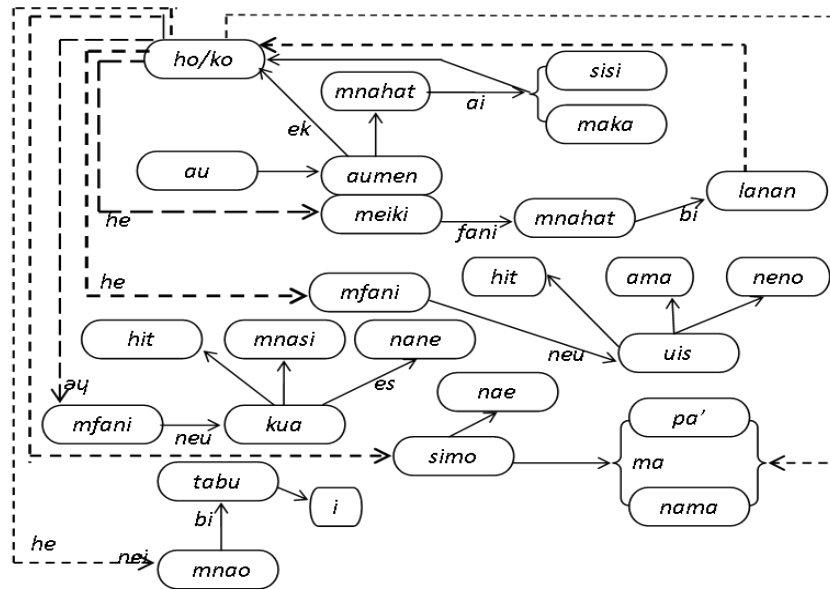 ho/ko
sisi
mnahat
ai
maka
ek
au
aumen
lanan
meiki
he
fani
mnahat
bi
hit
ama
neno
he
mfani
neu
uis
hit
mnasi
nane
he
es
nae
mfani
neu
kua
pa'
simo
ma
tabu
i
nama
bi
he
nei
mnao